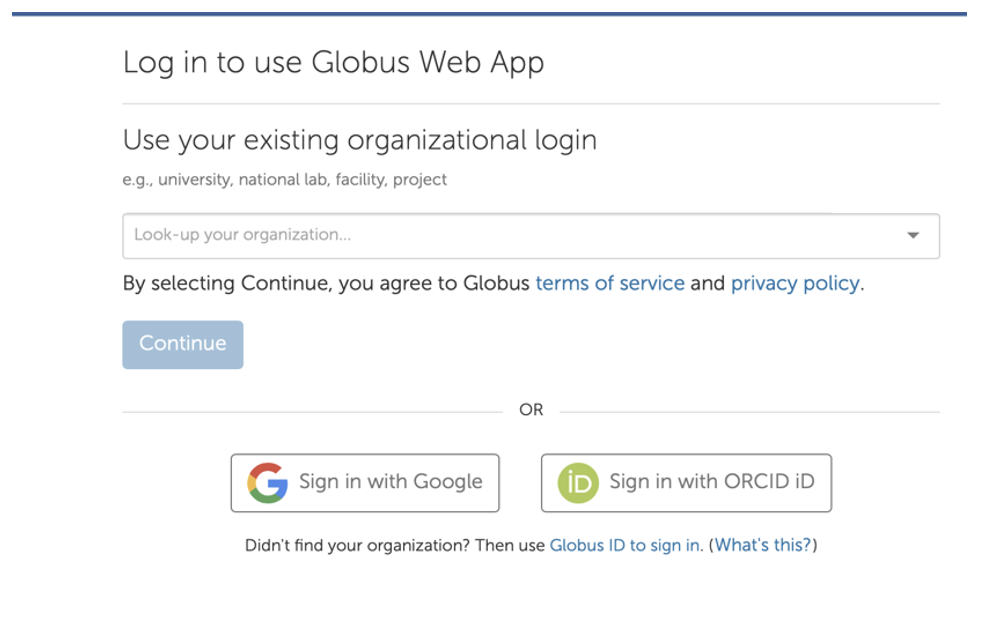 Log in to use Globus Web App
Use your existing organizational login
e.g., university, national lab, facility, project
Look-up your organization...
By selecting Continue, you agree to Globus terms of service and privacy policy.
Continue
OR
G Sign in with Google
iD Sign in with ORCID iD
Didn't find your organization? Then use Globus ID to sign in. (What's this?)